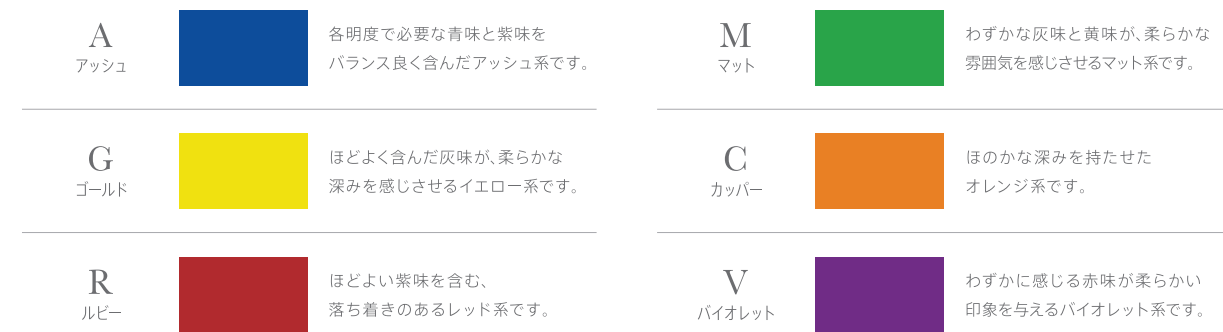 A
アッシュ
各明度で必要な青味と紫味を
バランス良く含んだアッシュ系です。
M
マット
わずかな灰味と黄味が、柔らかな
雰囲気を感じさせるマット系です。
G
ゴールド
ほどよく含んだ灰味が、柔らかな
深みを感じさせるイエロー系です。
C
カッパー
ほのかな深みを持たせた
オレンジ系です。
R
ルビー
ほどよい紫味を含む、
落ち着きのあるレッド系です。
V
バイオレット
わずかに感じる赤味が柔らかい
印象を与えるバイオレット系です。